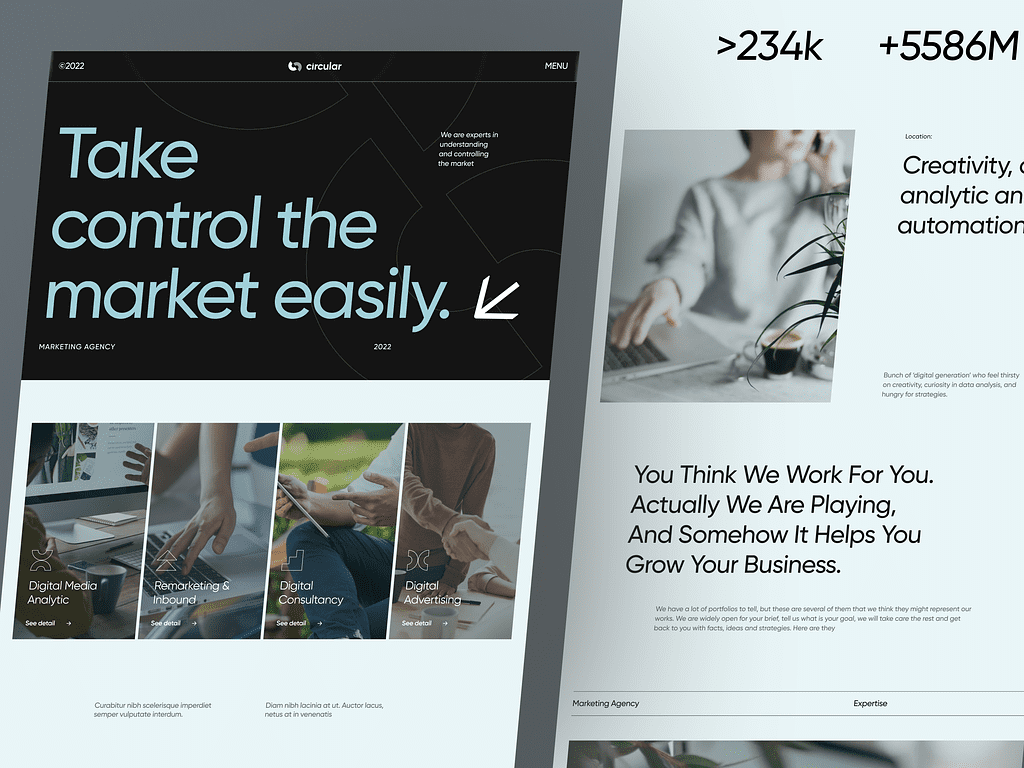 ©2022
circular
MENU
Take
control the
market easily.
We are experts in
understanding
and controlling
the market
MARKETING AGENCY
2022
Digital Media
Analytic
See detail
Remarketing &
Inbound
See detail
Digital
Consultancy
See detail
Digital
Advertising
See detail
Curabitur nibh scelerisque imperdiet
semper vulputate interdum.
Diam nibh lacinia at ut. Auctor lacus,
netus at in venenatis
>234k
+5586M
Location:
Creativity,
analytic an
automation
Bunch of 'digital generation' who feel thirsty
on creativity, curiosity in data analysis, and
hungry for strategies.
You Think We Work For You.
Actually We Are Playing,
And Somehow It Helps You
Grow Your Business.
We have a lot of portfolios to tell, but these are several of them that we think they might represent our
works. We are widely open for your brief, tell us what is your goal, we will take care the rest and get
back to you with facts, ideas and strategies. Here are they
Marketing Agency
Expertise